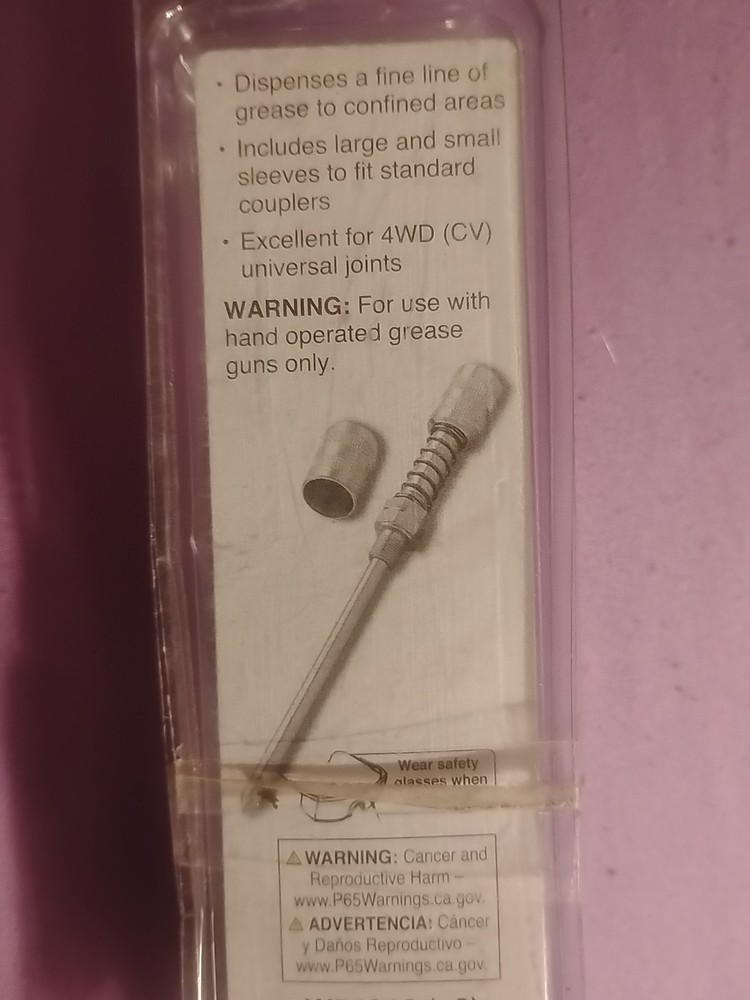 • Dispenses a fine line of
grease to confined areas
• Includes large and small
sleeves to fit standard
couplers
• Excellent for 4WD (CV)
universal joints
WARNING: For use with
hand operated grease
guns only.
Wear safety
glasses when
⚠ WARNING: Cancer and
Reproductive Harm –
www.P65Warnings.ca.gov.
⚠ ADVERTENCIA: Cáncer
y Daños Reproductivo –
www.P65Warnings.ca.gov.